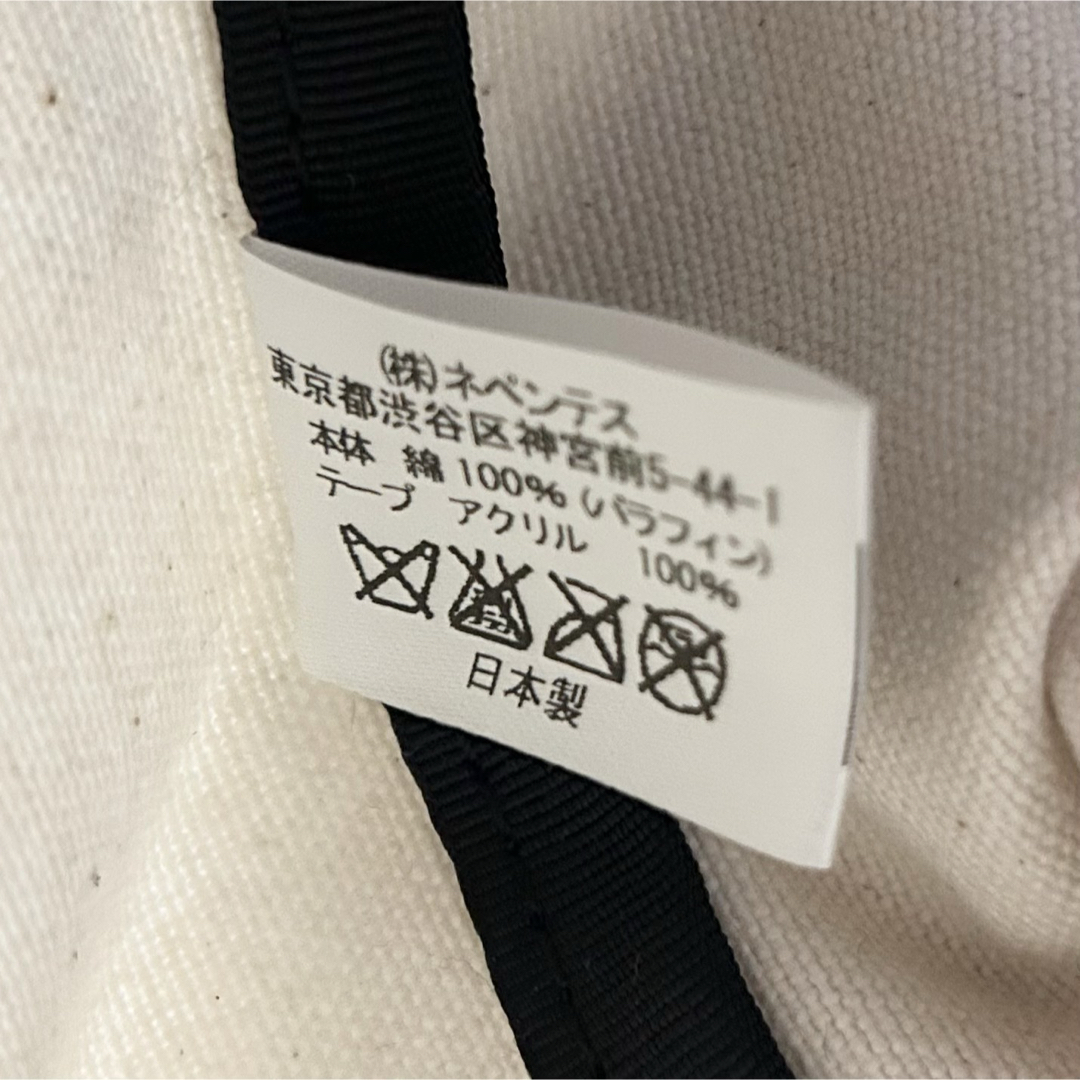 (株)ネペンテス
東京都渋谷区神宮前5-44-1
本体 綿 100% (パラフィン)
テープ アクリル 100%
日本製